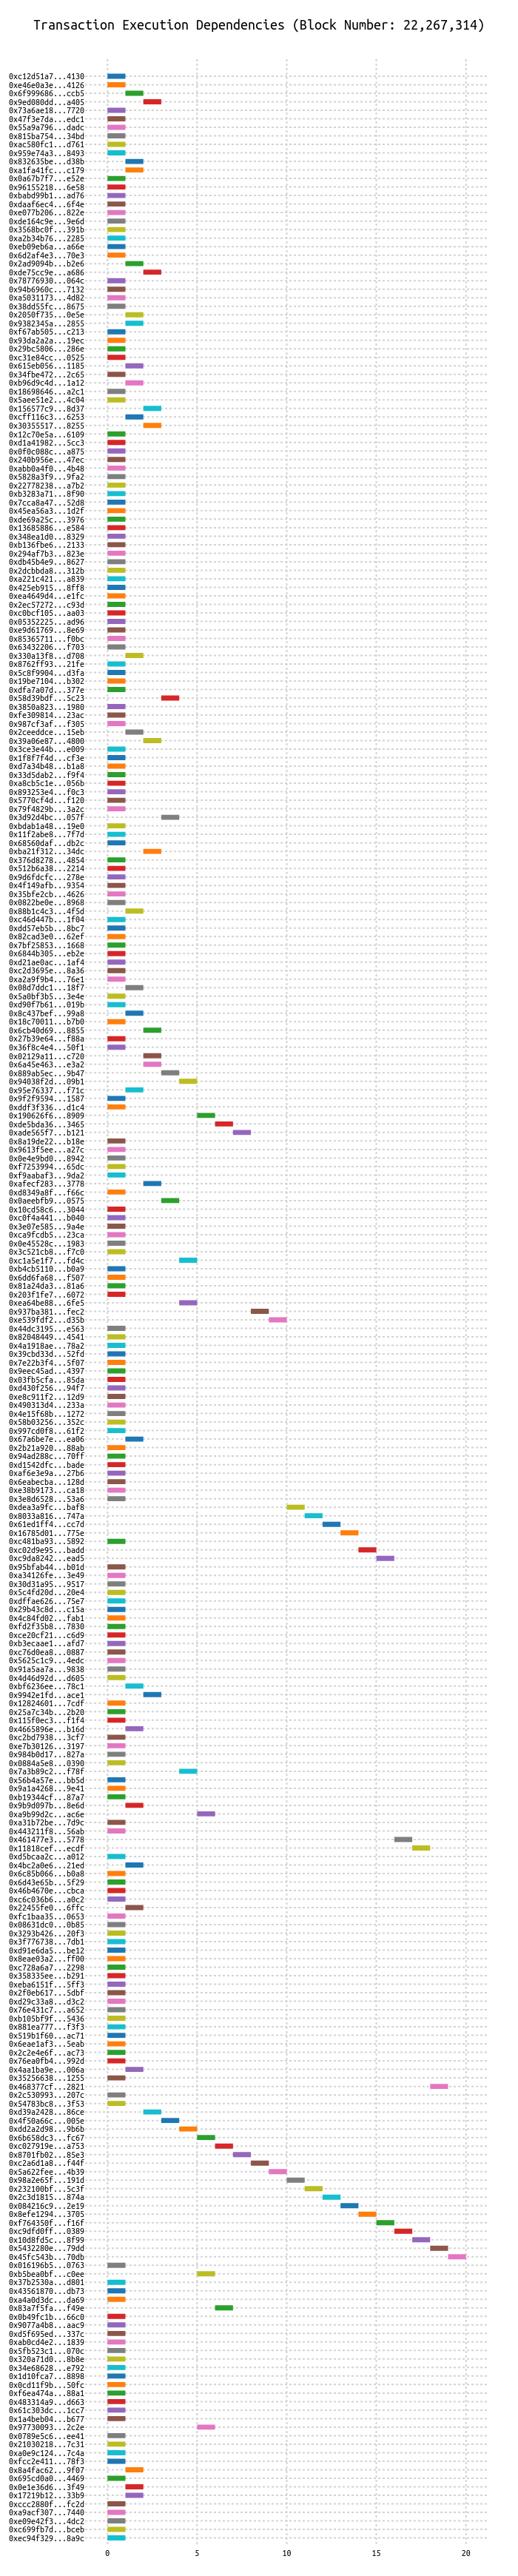 Transaction Execution Dependencies (Block Number: 22,267,314)
0xc12d51a7...4130
0xe46e0a3e...4126
0x6f999686...ccb5
0x9ed080dd...a405
0x73a6ae18...7720
0x47f3e7da...edc1
0x55a9a796...dadc
0x815ba754...34bd
0xac580fc1...d761
0x959e74a3...8493
0x832635be...d38b
0xa1fa41fc...c179
0x0a67b7f7...e52e
0x96155218...6e58
0xbabd99b1...ad76
0xdaaf6ec4...6f4e
0xe077b206...822e
0xde164c9e...9e6d
0x3568bc0f...391b
0xa2b34b76...2285
0xeb09eb6a...a66e
0x6d2af4e3...70e3
0x2ad9094b...b2e6
0xde75cc9e...a686
0x78776930...064c
0x94b6960c...7132
0xa5031173...4d82
0x38dd55fc...8675
0x2050f735...0e5e
0x9382345a...2855
0xf67ab505...c213
0x93da2a2a...19ec
0x29bc5806...286e
0xc31e84cc...0525
0x615eb056...1185
0x34fbe472...2c65
0xb96d9c4d...1a12
0x18698646...a2c1
0x5aee51e2...4c04
0x156577c9...8d37
0xcff116c3...6253
0x30355517...8255
0x12c70e5a...6109
0xd1a41982...5cc3
0x0f0c088c...a875
0x240b956e...47ec
0xabb0a4f0...4b48
0x5828a3f9...9fa2
0x22778238...a7b2
0xb3283a71...8f90
0x7cca8a47...52d8
0x45ea56a3...1d2f
0xde69a25c...3976
0x13685886...e584
0x348ea1d0...8329
0xb136fbe6...2133
0x294af7b3...823e
0xdb45b4e9...8627
0x2dcbbda8...312b
0xa221c421...a839
0x425eb915...8ff8
0xea4649d4...e1fc
0x2ec57272...c93d
0xc0bcf105...aa03
0x05352225...ad96
0xe9d61769...8e69
0x85365711...f0bc
0x63432206...f703
0x330a13f8...d708
0x8762ff93...21fe
0x5c8f9904...d3fa
0x19be7104...b302
0xdfa7a07d...377e
0x58d39bdf...5c23
0x3850a823...1980
0xfe309814...23ac
0x987cf3af...f305
0x2ceeddce...15eb
0x39a06e87...4800
0x3ce3e44b...e009
0x1f8f7f4d...cf3e
0xd7a34b48...b1a8
0x33d5dab2...f9f4
0xa8cb5c1e...056b
0x893253e4...f0c3
0x5770cf4d...f120
0x79f4829b...3a2c
0x3d92d4bc...057f
0xbdab1a48...19e0
0x11f2abe8...7f7d
0x68560daf...db2c
0xba21f312...34dc
0x376d8278...4854
0x512b6a38...2214
0x9d6fdcfc...278e
0x4f149afb...9354
0x35bfe2cb...4626
0x0822be0e...8968
0x88b1c4c3...4f5d
0xc46d447b...1f04
0xdd57eb5b...8bc7
0x82cad3e0...62ef
0x7bf25853...1668
0x6844b305...eb2e
0xd21ae0ac...1af4
0xc2d3695e...8a36
0xa2a9f9b4...76e1
0x08d7ddc1...18f7
0x5a0bf3b5...3e4e
0xd90f7b61...019b
0x8c437bef...99a8
0x18c70011...b7b0
0x6cb40d69...8855
0x27b39e64...f88a
0x36f8c4e4...50f1
0x02129a11...c720
0x6a45e463...e3a2
0x889ab5ec...9b47
0x94038f2d...09b1
0x95e76337...f71c
0x9f2f9594...1587
0xddf3f336...d1c4
0x190626f6...8909
0xde5bda36...3465
0xade565f7...b121
0x8a19de22...b18e
0x9613f5ee...a27c
0x0e4e9bd0...8942
0xf7253994...65dc
0xf9aabaf3...9da2
0xafecf283...3778
0xd8349a8f...f66c
0x0aeebfb9...0575
0x10cd58c6...3044
0xc0f4a441...b040
0x3e07e585...9a4e
0xca9fcdb5...23ca
0x0e45528c...1983
0x3c521cb8...f7c0
0xc1a5e1f7...fd4c
0xb4cb5110...b0a9
0x6dd6fa68...f507
0x81a24da3...81a6
0x203f1fe7...6072
0xea64be88...6fe5
0x937ba381...fec2
0xe539fdf2...d35b
0x44dc3195...e563
0x82048449...4541
0x4a1918ae...78a2
0x39cbd33d...52fd
0x7e22b3f4...5f07
0x9eec45ad...4397
0x03fb5cfa...85da
0xd430f256...94f7
0xe8c911f2...12d9
0x490313d4...233a
0x4e15f68b...1272
0x58b03256...352c
0x997cd0f8...61f2
0x67a6be7e...ea06
0x2b21a920...88ab
0x94ad288c...70ff
0xd1542dfc...bade
0xaf6e3e9a...27b6
0x6eabecba...128d
0xe38b9173...ca18
0x3e8d6528...53a6
0xdea3a9fc...baf8
0x8033a816...747a
0x61ed1ff4...cc7d
0x16785d01...775e
0xc481ba93...5892
0xc02d9e95...badd
0xc9da8242...ead5
0x95bfab44...b01d
0xa34126fe...3e49
0x30d31a95...9517
0x5c4fd20d...20e4
0xdffae626...75e7
0x29b43c8d...c15a
0x4c84fd02...fab1
0xfd2f35b8...7830
0xce20cf21...c6d9
0xb3ecaae1...afd7
0xc76d0ea8...0887
0x5625c1c9...4edc
0x91a5aa7a...9838
0x4d46d92d...d605
0xbf6236ee...78c1
0x9942e1fd...ace1
0x12824601...7cdf
0x25a7c34b...2b20
0x115f0ec3...f1f4
0x4665896e...b16d
0xc2bd7938...3cf7
0xe7b30126...3197
0x984b0d17...827a
0x0884a5e8...0390
0x7a3b89c2...f78f
0x56b4a57e...bb5d
0x9a1a4268...9e41
0xb19344cf...87a7
0x9b9d097b...8e6d
0xa9b99d2c...ac6e
0xa31b72be...7d9c
0x443211f8...56ab
0x461477e3...5778
0x11818cef...ecdf
0xd5bcaa2c...a012
0x4bc2a0e6...21ed
0x6c85b066...b0a8
0x6d43e65b...5f29
0x46b4670e...cbca
0xc6c036b6...a0c2
0x22455fe0...6ffc
0xfc1baa35...0653
0x08631dc0...0b85
0x3293b426...20f3
0x3f776738...7db1
0xd91e6da5...be12
0x8eae03a2...ff00
0xc728a6a7...2298
0x358335ee...b291
0xeba6151f...5ff3
0x2f0eb617...5dbf
0xd29c33a8...d3c2
0x76e431c7...a652
0xb105bf9f...5436
0x881ea777...f3f3
0x519b1f60...ac71
0x6eae1af3...5eab
0x2c2e4e6f...ac73
0x76ea0fb4...992d
0x4aa1ba9e...006a
0x35256638...1255
0x468377cf...2821
0x2c530993...207c
0x54783bc8...3f53
0xd39a2428...86ce
0x4f50a66c...005e
0xdd2a2d98...9b6b
0x6b658dc3...fc67
0xc027919e...a753
0x8701fb02...85e3
0xc2a6d1a8...f44f
0x5a622fee...4b39
0x98a2e65f...191d
0x232100bf...5c3f
0x2c3d1815...874a
0x084216c9...2e19
0x8efe1294...3705
0xf764350f...f16f
0xc9dfd0ff...0389
0x10d8fd5c...8f99
0x5432280e...79dd
0x45fc543b...70db
0x016196b5...0763
0xb5bea0bf...c0ee
0x37b2530a...d801
0x43561870...db73
0xa4a0d3dc...da69
0x83a7f5fa...f49e
0x0b49fc1b...66c0
0x9077a4b8...aac9
0xd5f695ed...337c
0xab0cd4e2...1839
0x5fb523c1...070c
0x320a71d0...8b8e
0x34e68628...e792
0x1d10fca7...8898
0x0cd11f9b...50fc
0xf6ea474a...88a1
0x483314a9...d663
0x61c303dc...1cc7
0x1a4beb04...b677
0x97730093...2c2e
0x0789e5c6...ee41
0x21030218...7c31
0xa0e9c124...7c4a
0xfcc2e411...78f3
0x8a4fac62...9f07
0x695cd0a0...4469
0x0e1e36d6...3f49
0x17219b12...33b9
0xccc2880f...fc2d
0xa9acf307...7440
0xe09e42f3...4dc2
0xc699fb7d...bceb
0xec94f329...8a9c
0 5 10 15 20